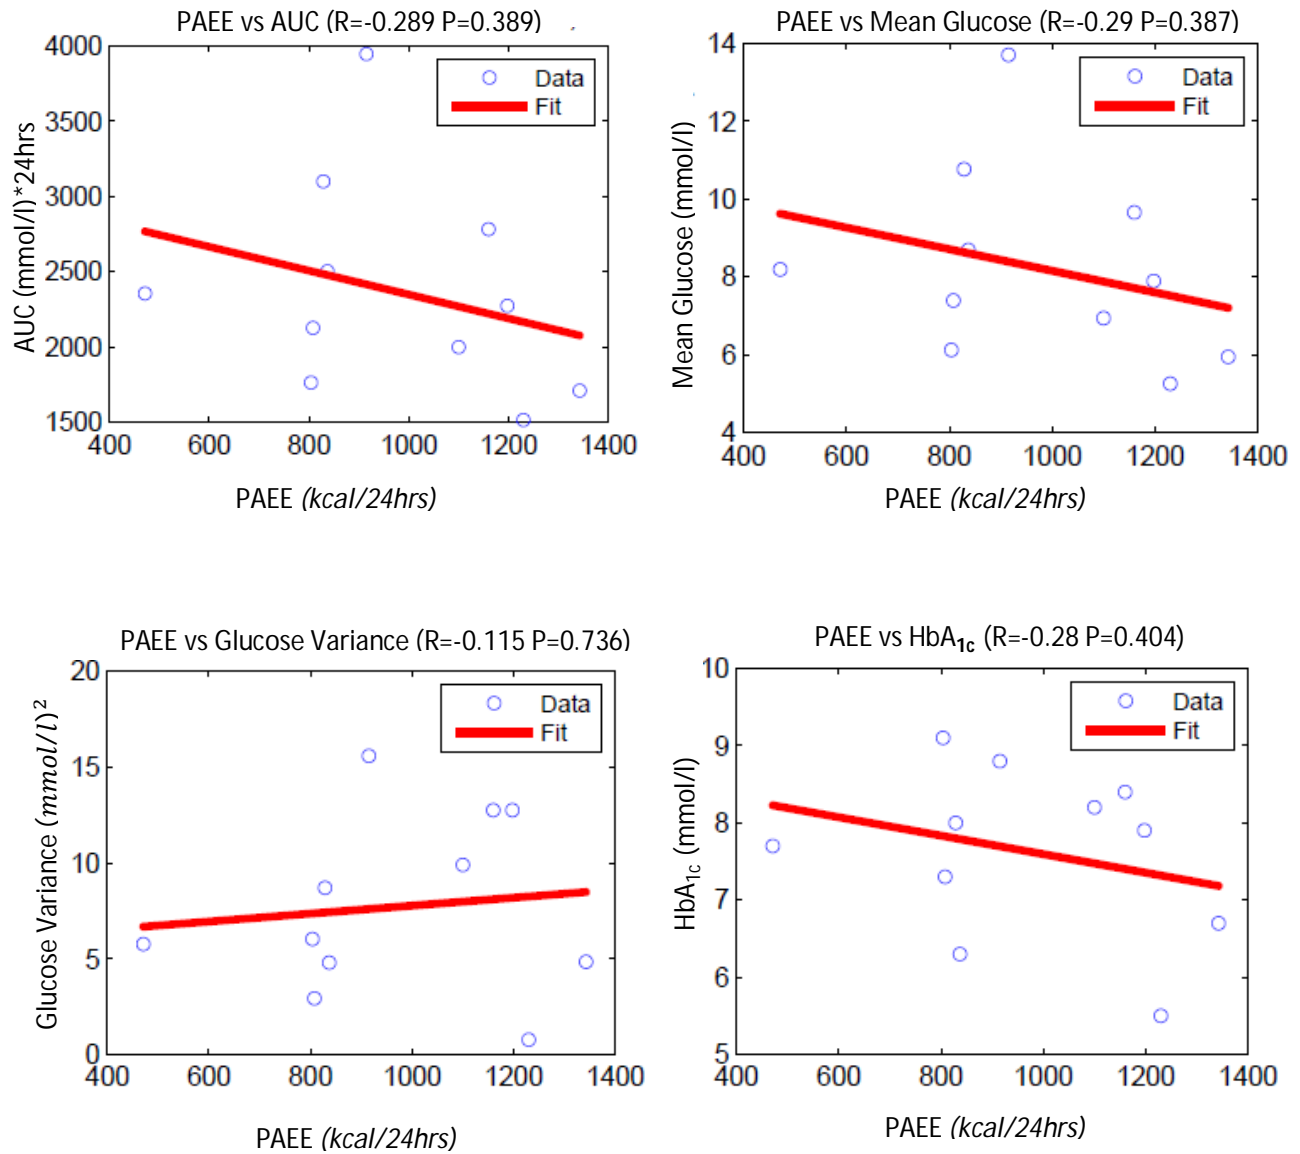 PAEE vs AUC (R=-0.289 P=0.389)
4000
3500
3000
2500
2000
1500
AUC (mmol/l)*24hrs
Data
Fit
400 600 800 1000 1200 1400
PAEE (kcal/24hrs)
PAEE vs Mean Glucose (R=-0.29 P=0.387)
14
12
10
8
6
4
Mean Glucose (mmol/l)
Data
Fit
400 600 800 1000 1200 1400
PAEE (kcal/24hrs)
PAEE vs Glucose Variance (R=-0.115 P=0.736)
20
15
10
5
0
Glucose Variance (mmol/l)²
Data
Fit
400 600 800 1000 1200 1400
PAEE (kcal/24hrs)
PAEE vs HbA1c (R=-0.28 P=0.404)
10
9
8
7
6
5
HbA1c (mmol/l)
Data
Fit
400 600 800 1000 1200 1400
PAEE (kcal/24hrs)